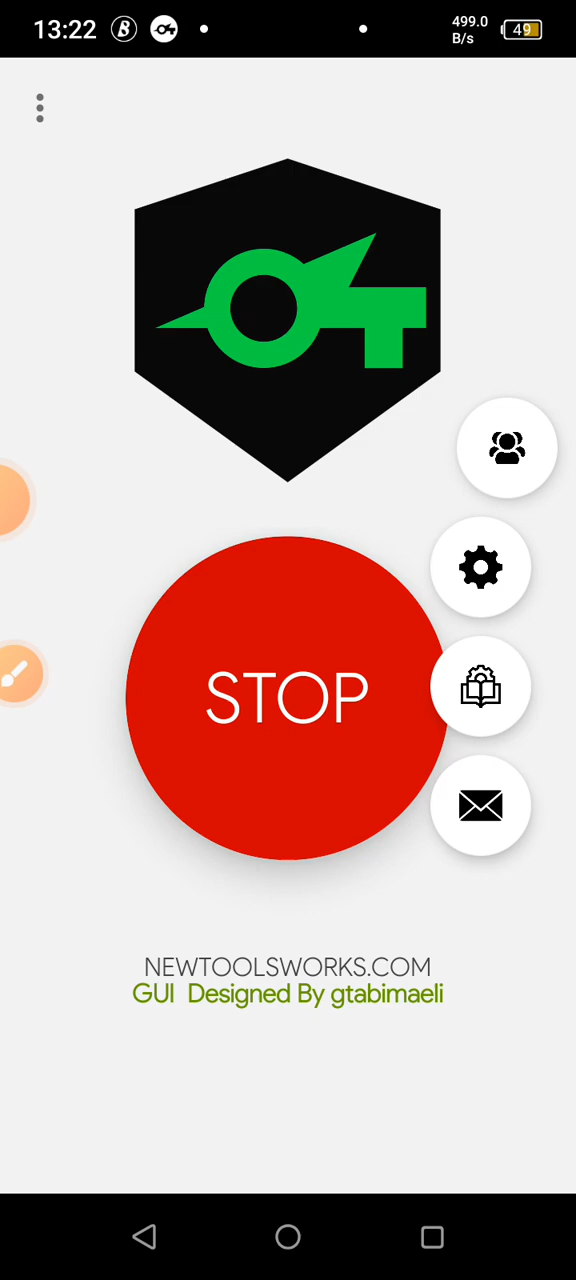 13:22
499.0
B/s
49
STOP
NEWTOOLSWORKS.COM
GUI Designed By gtabimaeli